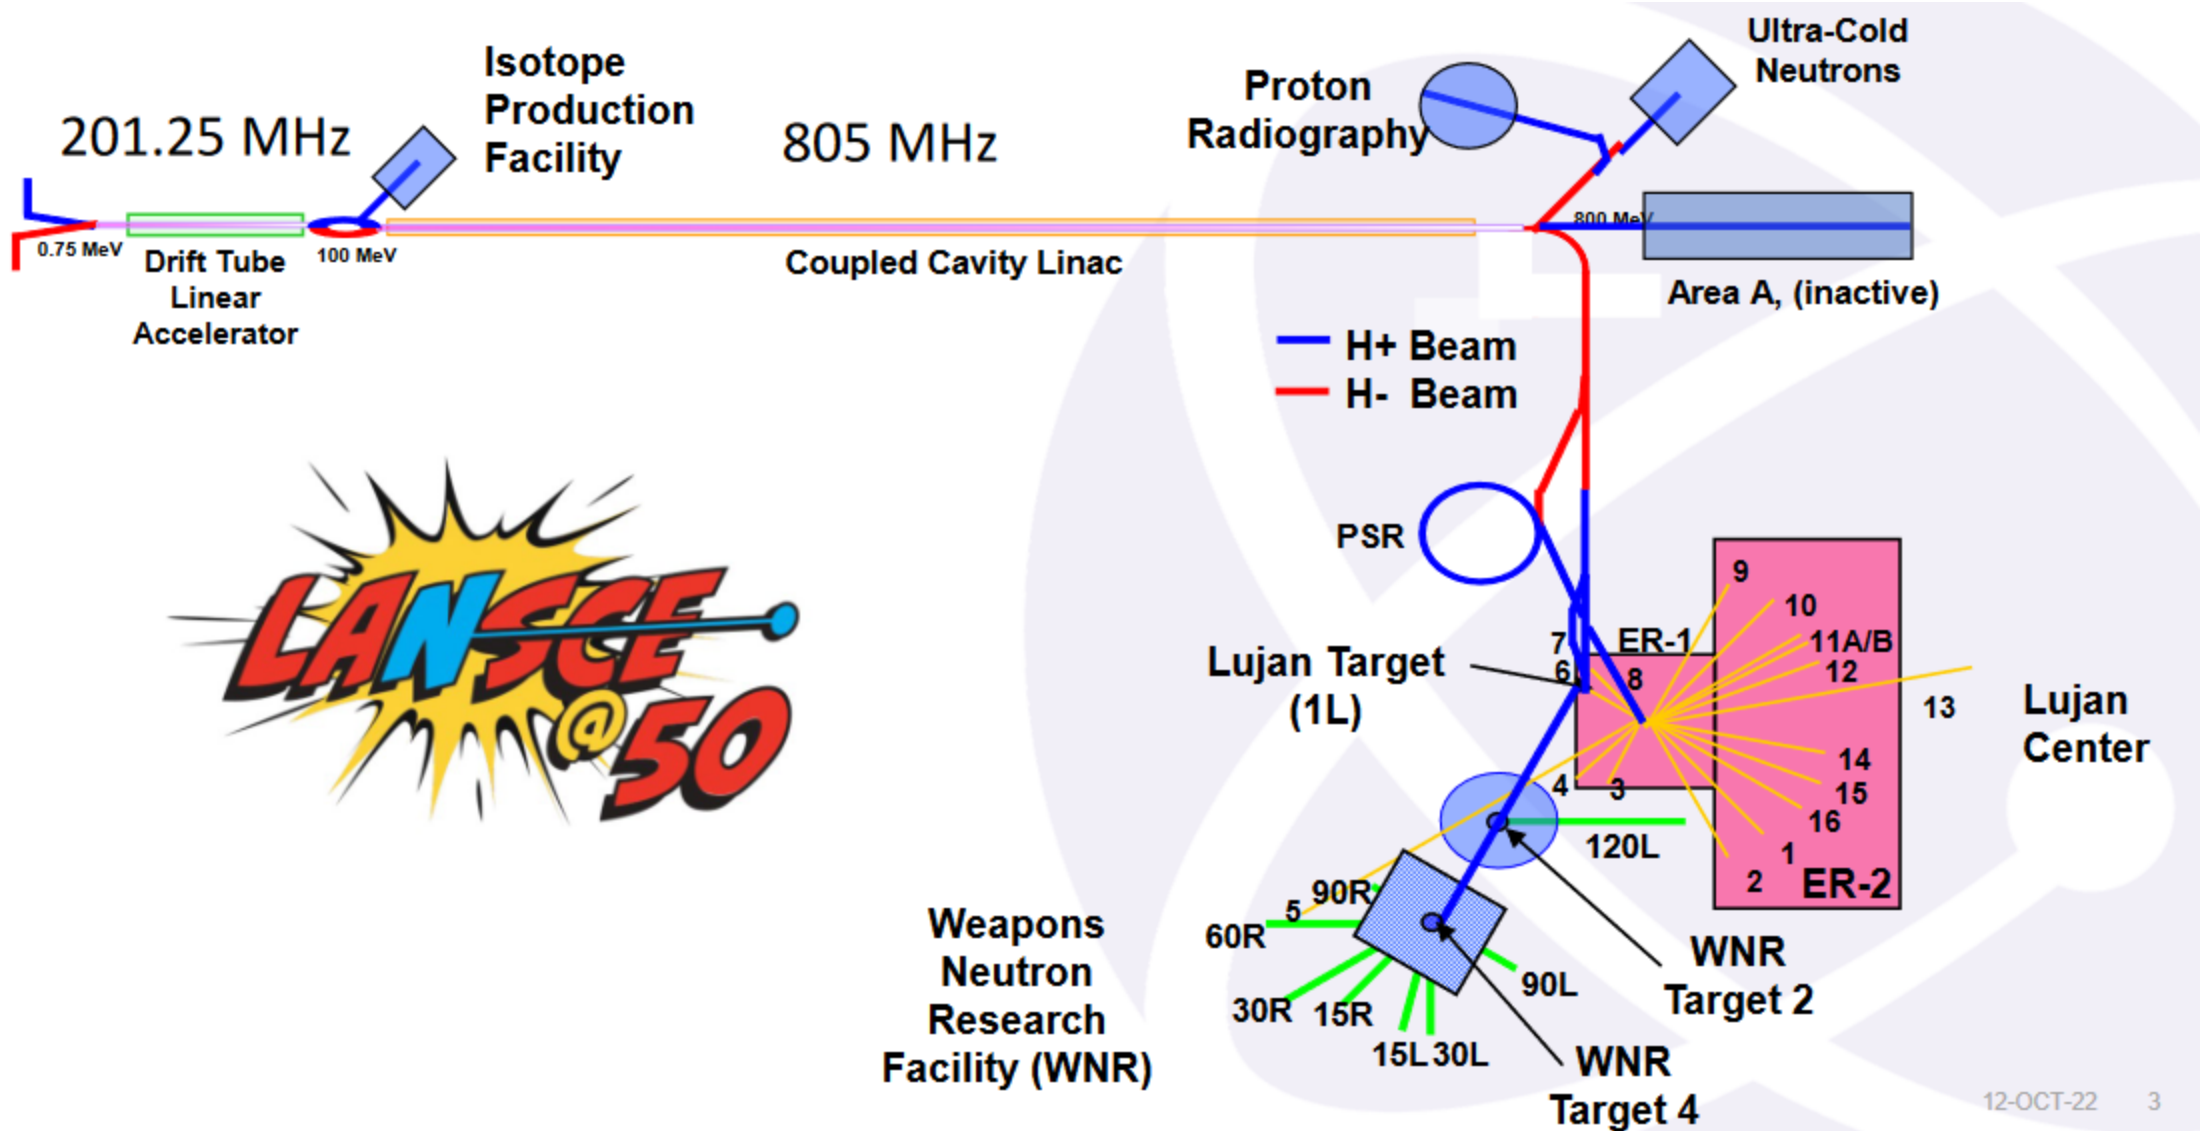 201.25 MHz
Isotope
Production
Facility
805 MHz
Proton
Radiography
Ultra-Cold
Neutrons
0.75 MeV
Drift Tube
Linear
Accelerator
100 MeV
Coupled Cavity Linac
800 MeV
Area A, (inactive)
H+ Beam
H- Beam
LANSCE
@
50
PSR
Lujan Target
(1L)
7
6
ER-1
8
9
10
11A/B
12
13
Lujan
Center
14
15
16
1
2
ER-2
4
3
120L
5
90R
60R
30R
15R
15L
30L
90L
Weapons
Neutron
Research
Facility (WNR)
WNR
Target 2
WNR
Target 4
12-OCT-22
3